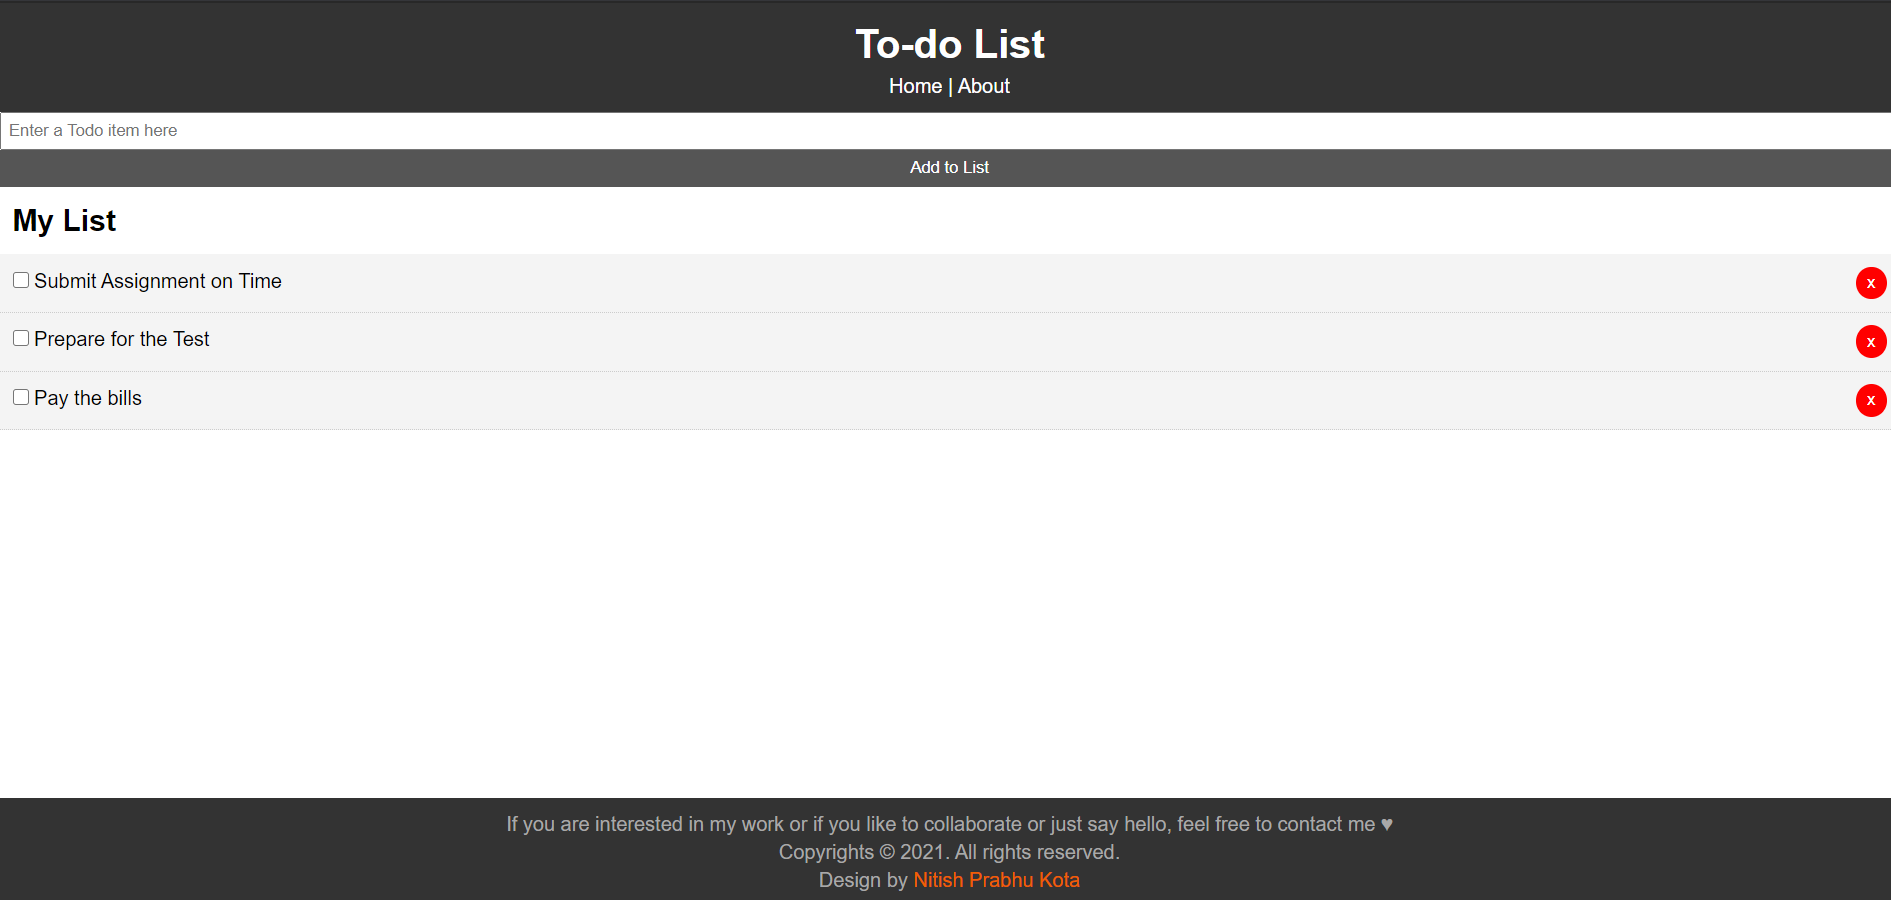 To-do List
Home | About
Enter a Todo item here
Add to List
My List
Submit Assignment on Time x
Prepare for the Test x
Pay the bills x
If you are interested in my work or if you like to collaborate or just say hello, feel free to contact me ♥
Copyrights © 2021. All rights reserved.
Design by Nitish Prabhu Kota